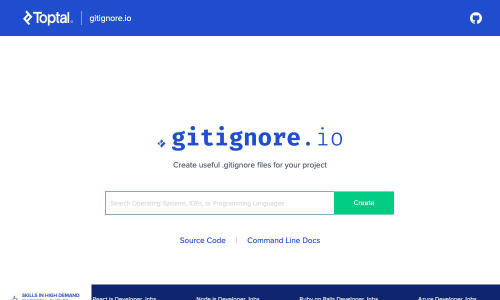 Toptal gitignore.io
.gitignore.io
Create useful .gitignore files for your project
Search Operating Systems, IDEs, or Programming Languages Create
Source Code Command Line Docs
SKILLS IN HIGH DEMAND React.js Developer Jobs Node.js Developer Jobs Ruby on Rails Developer Jobs Azure Developer Jobs